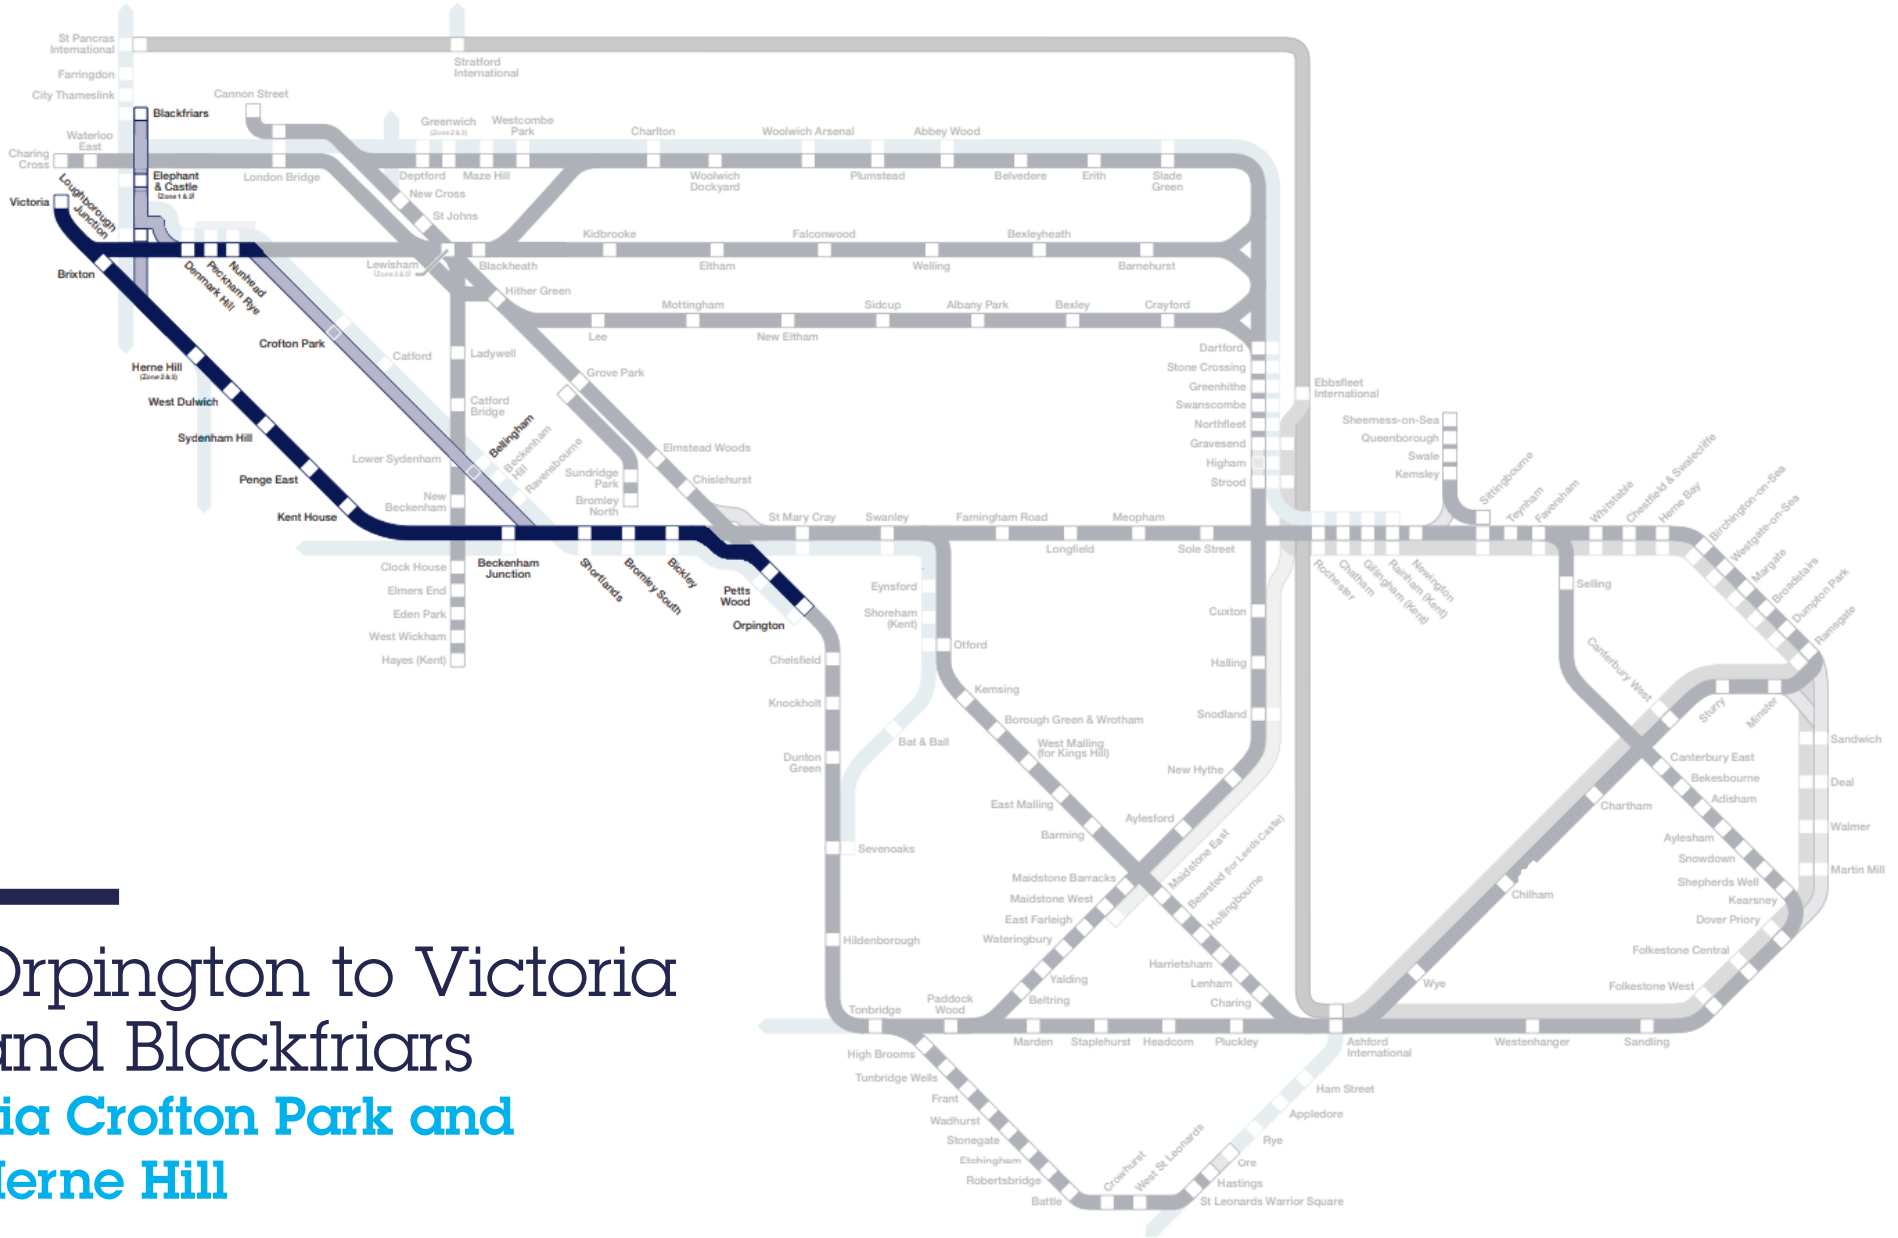 St Pancras
International
Farringdon
City Thameslink
Blackfriars
Waterloo
East
Charing
Cross
Elephant
& Castle
(Zone 1 & 2)
Victoria
Loughborough
Junction
Brixton
Denmark Hill
Peckham Rye
Nunhead
Cannon Street
London Bridge
Stratford
International
Greenwich
(Zone 2 & 3)
Westcombe
Park
Deptford
Maze Hill
New Cross
St Johns
Lewisham
(Zone 2 & 3)
Blackheath
Hither Green
Charlton
Woolwich
Dockyard
Woolwich Arsenal
Plumstead
Abbey Wood
Belvedere
Erith
Slade
Green
Kidbrooke
Eltham
Falconwood
Welling
Bexleyheath
Barnehurst
Lee
Mottingham
New Eltham
Sidcup
Albany Park
Bexley
Crayford
Crofton Park
Catford
Bellingham
Beckenham
Hill
Ravensbourne
Herne Hill
(Zone 2 & 3)
West Dulwich
Sydenham Hill
Penge East
Kent House
Ladywell
Catford
Bridge
Lower Sydenham
New
Beckenham
Clock House
Elmers End
Eden Park
West Wickham
Hayes (Kent)
Grove Park
Sundridge
Park
Bromley
North
Elmstead Woods
Chislehurst
Beckenham
Junction
Shortlands
Bromley South
Bickley
Petts
Wood
Orpington
St Mary Cray
Swanley
Farningham Road
Longfield
Meopham
Sole Street
Dartford
Stone Crossing
Greenhithe
Swanscombe
Northfleet
Gravesend
Higham
Strood
Ebbsfleet
International
Sheerness-on-Sea
Queenborough
Swale
Kemsley
Rochester
Chatham
Gillingham (Kent)
Rainham (Kent)
Newington
Sittingbourne
Teynham
Faversham
Whitstable
Chestfield & Swalecliffe
Herne Bay
Birchington-on-Sea
Westgate-on-Sea
Margate
Broadstairs
Dumpton Park
Ramsgate
Eynsford
Shoreham
(Kent)
Otford
Bat & Ball
Kemsing
Borough Green & Wrotham
West Malling
(for Kings Hill)
East Malling
Barming
Maidstone East
Bearsted (for Leeds Castle)
Hollingbourne
Harrietsham
Lenham
Charing
Cuxton
Halling
Snodland
New Hythe
Aylesford
Maidstone Barracks
Maidstone West
East Farleigh
Wateringbury
Yalding
Beltring
Chelsfield
Knockholt
Dunton
Green
Sevenoaks
Hildenborough
Tonbridge
Paddock
Wood
Marden
Staplehurst
Headcorn
Pluckley
Ashford
International
Westenhanger
Sandling
Selling
Canterbury West
Sturry
Minster
Canterbury East
Bekesbourne
Adisham
Aylesham
Snowdown
Shepherds Well
Kearsney
Dover Priory
Folkestone Central
Folkestone West
Chartham
Chilham
Wye
Sandwich
Deal
Walmer
Martin Mill
High Brooms
Tunbridge Wells
Frant
Wadhurst
Stonegate
Etchingham
Robertsbridge
Battle
Crowhurst
West St Leonards
St Leonards Warrior Square
Hastings
Ore
Rye
Appledore
Ham Street
Orpington to Victoria
and Blackfriars
ia Crofton Park and
Herne Hill